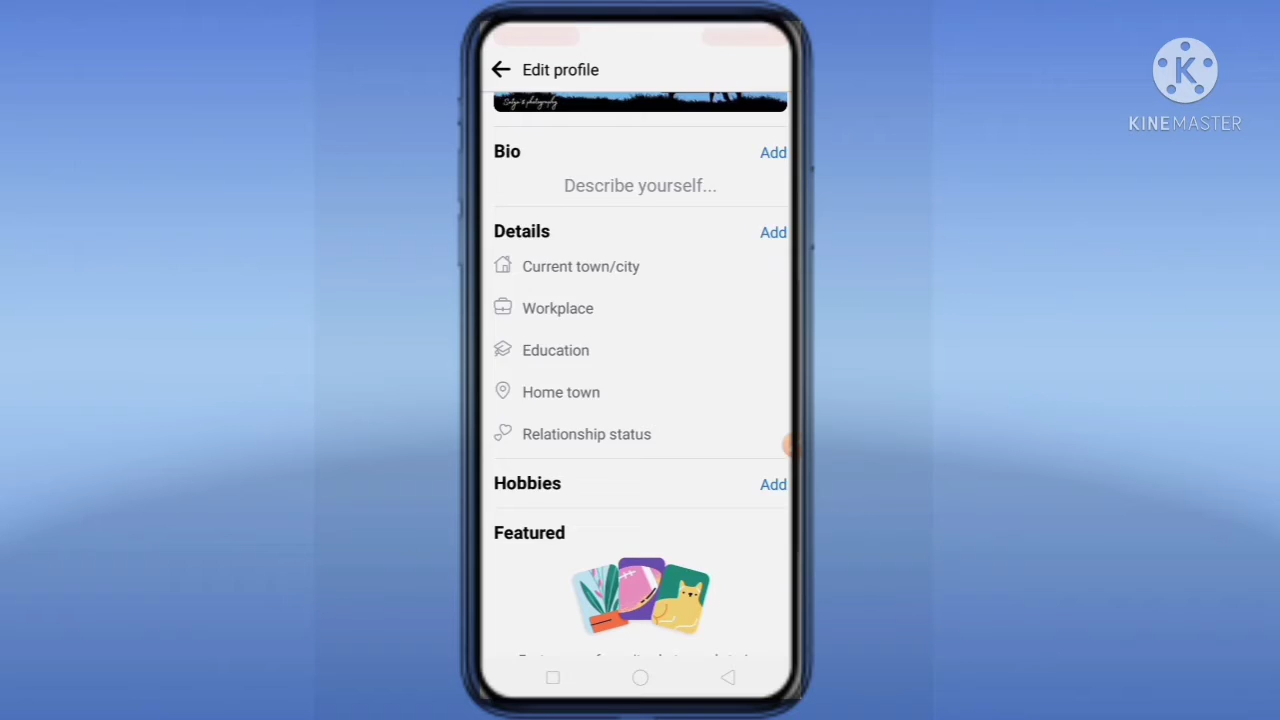 Edit profile
KINEMASTER
Bio
Add
Describe yourself...
Details
Add
Current town/city
Workplace
Education
Home town
Relationship status
Hobbies
Add
Featured